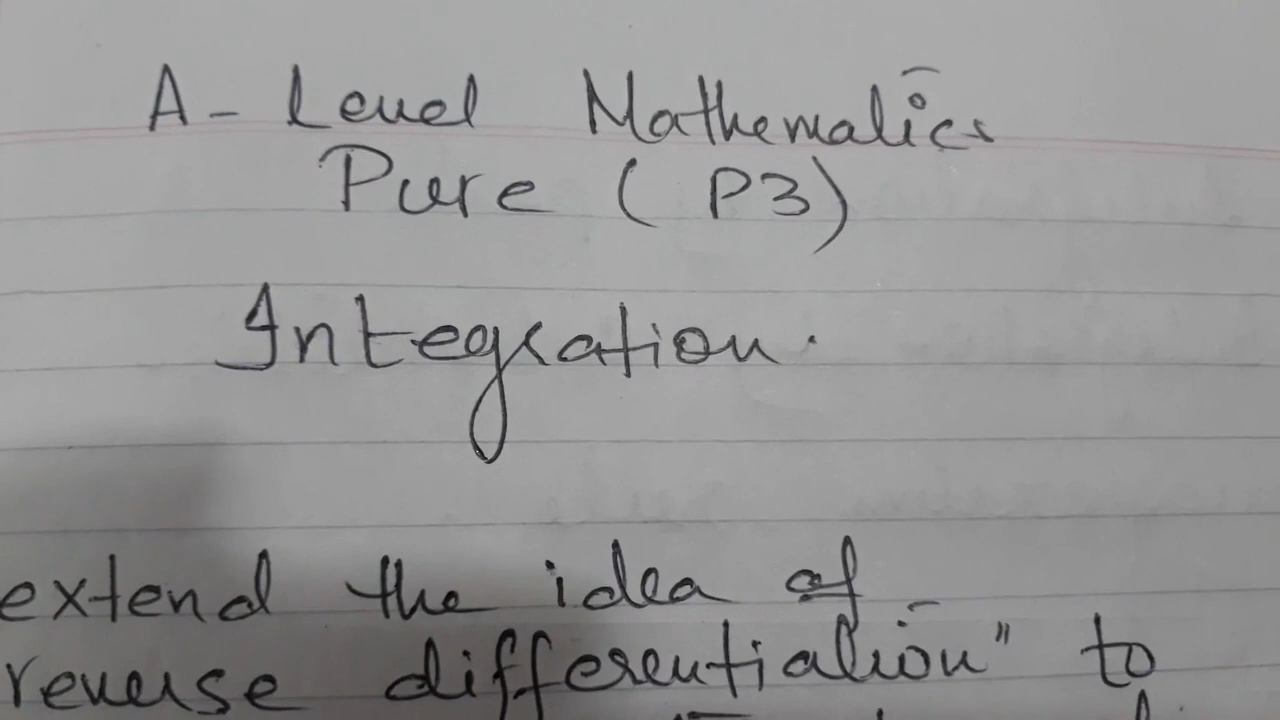 A- Level Mathematics
Pure (P3)
Integration.
extend the idea of
reverse differentiation" to